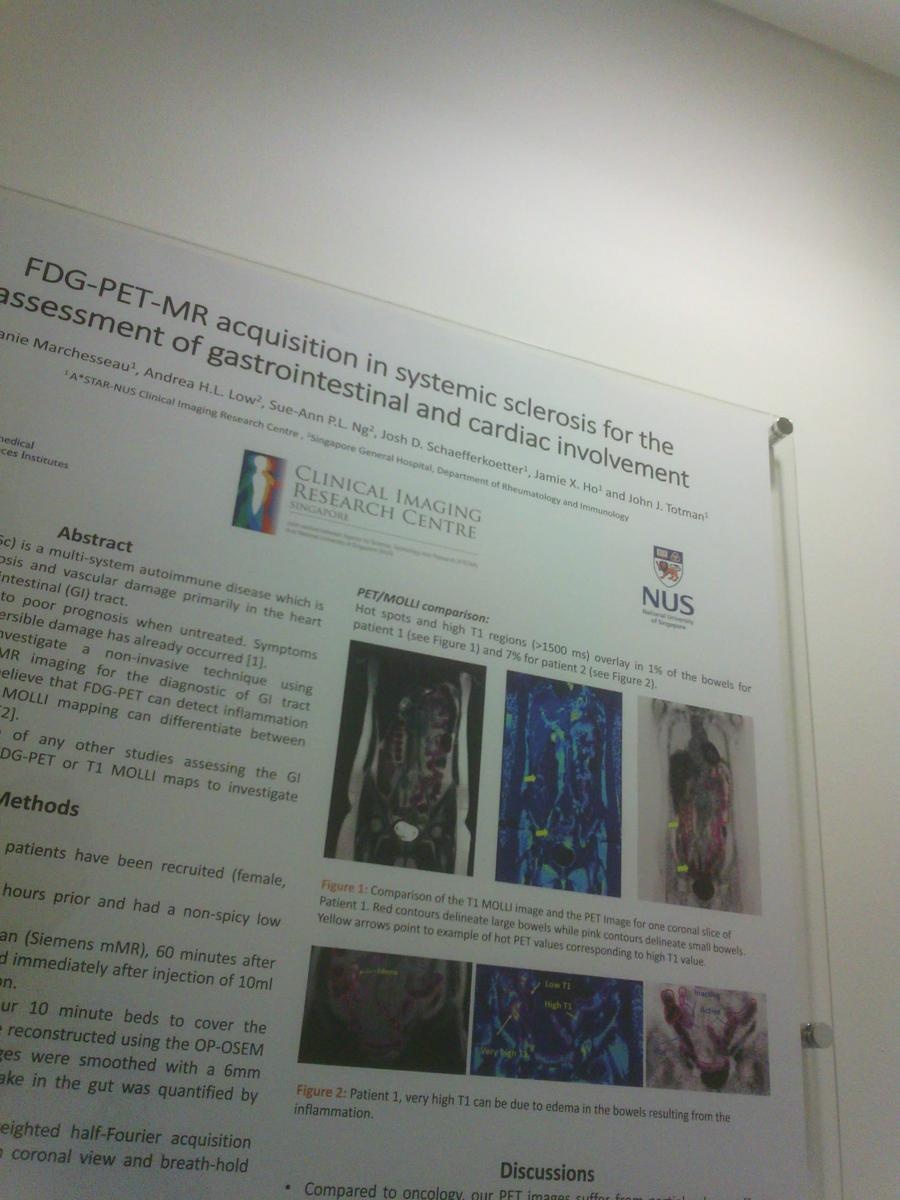 FDG-PET-MR acquisition in systemic sclerosis for the
assessment of gastrointestinal and cardiac involvement
anie Marchesseau¹, Andrea H.L. Low², Sue-Ann P.L. Ng², Josh D. Schaefferkoetter¹, Jamie X. Ho¹ and John J. Totman¹
¹A*STAR-NUS Clinical Imaging Research Centre, ²Singapore General Hospital, Department of Rheumatology and Immunology
medical
ces Institutes
CLINICAL IMAGING
RESEARCH CENTRE
SINGAPORE
NUS
National University
of Singapore
Abstract
Sc) is a multi-system autoimmune disease which is
osis and vascular damage primarily in the heart
intestinal (GI) tract.
to poor prognosis when untreated. Symptoms
ersible damage has already occurred [1].
nvestigate a non-invasive technique using
MR imaging for the diagnostic of GI tract
elieve that FDG-PET can detect inflammation
MOLLI mapping can differentiate between
[2].
of any other studies assessing the GI
DG-PET or T1 MOLLI maps to investigate
Methods
patients have been recruited (female,
hours prior and had a non-spicy low
an (Siemens mMR), 60 minutes after
d immediately after injection of 10ml
on.
ur 10 minute beds to cover the
e reconstructed using the OP-OSEM
ges were smoothed with a 6mm
ake in the gut was quantified by
eighted half-Fourier acquisition
n coronal view and breath-hold
PET/MOLLI comparison:
Hot spots and high T1 regions (>1500 ms) overlay in 1% of the bowels for
patient 1 (see Figure 1) and 7% for patient 2 (see Figure 2).
Figure 1: Comparison of the T1 MOLLI image and the PET Image for one coronal slice of
Patient 1. Red contours delineate large bowels while pink contours delineate small bowels.
Yellow arrows point to example of hot PET values corresponding to high T1 value.
Edema
Low T1
High T1
Very high T1
Inactive
Active
Figure 2: Patient 1, very high T1 can be due to edema in the bowels resulting from the
inflammation.
Discussions
• Compared to oncology, our PET images suffer from